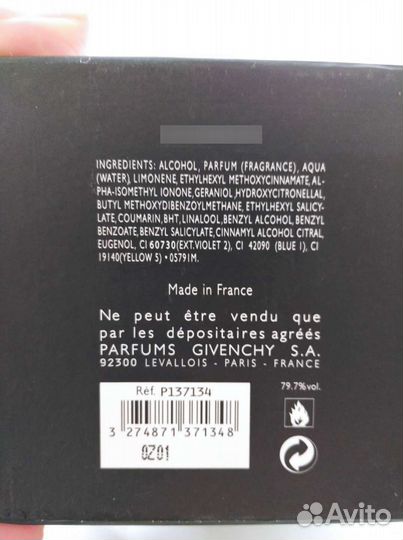 INGREDIENTS: ALCOHOL, PARFUM (FRAGRANCE), AQUA
(WATER), LIMONENE, ETHYLHEXYL METHOXYCINNAMATE, AL-
PHA-ISOMETHYL IONONE, GERANIOL, HYDROXYCITRONELLAL,
BUTYL METHOXYDIBENZOYLMETHANE, ETHYLHEXYL SALICY-
LATE, COUMARIN, BHT, LINALOOL, BENZYL ALCOHOL, BENZYL
BENZOATE, BENZYL SALICYLATE, CINNAMYL ALCOHOL CITRAL,
EUGENOL, CI 60730(EXT.VIOLET 2), CI 42090 (BLUE 1), CI
19140(YELLOW 5) • 05791M.
Made in France
Ne peut être vendu que
par les dépositaires agréés
PARFUMS GIVENCHY S.A.
92300 LEVALLOIS - PARIS - FRANCE
Réf. P137134
79.7%vol.
3 274871 371348
0Z01
Avito